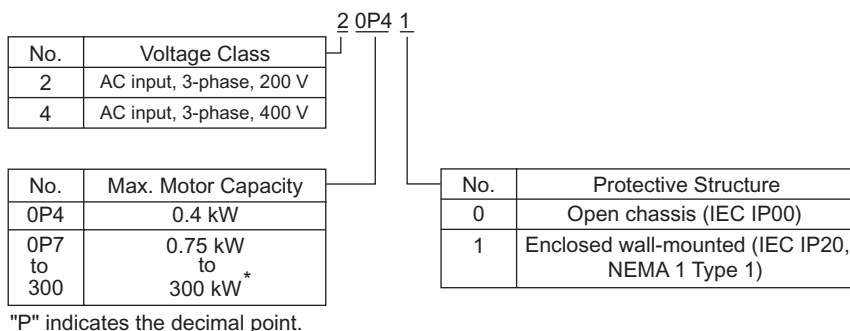 2 0P4 1
No. Voltage Class
2 AC input, 3-phase, 200 V
4 AC input, 3-phase, 400 V
No. Max. Motor Capacity
0P4 0.4 kW
0P7 0.75 kW
to to
300 300 kW*
"P" indicates the decimal point.
No. Protective Structure
0 Open chassis (IEC IP00)
1 Enclosed wall-mounted (IEC IP20,
NEMA 1 Type 1)